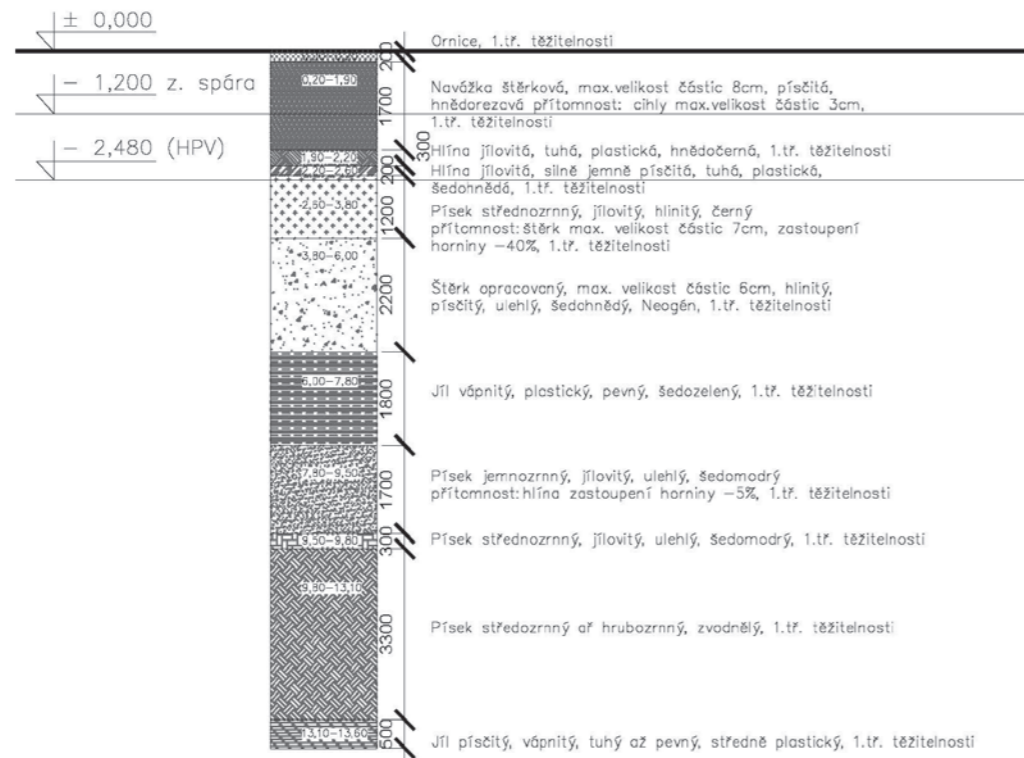 ± 0,000
Ornice, 1.tř. těžitelnosti
200
- 1,200 z. spára
0,20-1,90
1700
Navážka štěrková, max.velikost částic 8cm, písčitá,
hnědorezavá přítomnost: cihly max.velikost částic 3cm,
1.tř. těžitelnosti
- 2,480 (HPV)
1,90-2,20
300
Hlína jílovitá, tuhá, plastická, hnědočerná, 1.tř. těžitelnosti
2,20-2,60
200
Hlína jílovitá, silně jemně písčitá, tuhá, plastická,
šedohnědá, 1.tř. těžitelnosti
-2,60-3,80
1200
Písek střednozrnný, jílovitý, hlinitý, černý
přítomnost:štěrk max. velikost částic 7cm, zastoupení
horniny -40%, 1.tř. těžitelnosti
-3,80-6,00
2200
Štěrk opracovaný, max. velikost částic 6cm, hlinitý,
písčitý, ulehlý, šedohnědý, Neogén, 1.tř. těžitelnosti
6,00-7,80
1800
Jíl vápnitý, plastický, pevný, šedozelený, 1.tř. těžitelnosti
7,80-9,50
1700
Písek jemnozrnný, jílovitý, ulehlý, šedomodrý
přítomnost:hlína zastoupení horniny -5%, 1.tř. těžitelnosti
9,50-9,80
300
Písek střednozrnný, jílovitý, ulehlý, šedomodrý, 1.tř. těžitelnosti
9,80-13,10
3300
Písek středozrnný ař hrubozrnný, zvodnělý, 1.tř. těžitelnosti
13,10-13,60
500
Jíl písčitý, vápnitý, tuhý až pevný, středně plastický, 1.tř. těžitelnosti